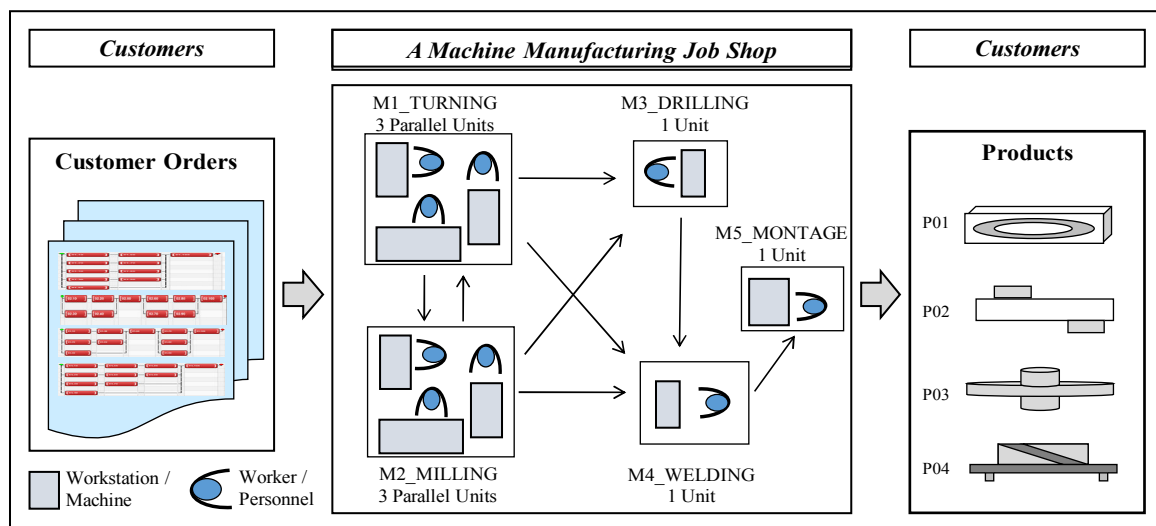 Customers
A Machine Manufacturing Job Shop
Customers
Customer Orders
M1_TURNING
3 Parallel Units
M3_DRILLING
1 Unit
M5_MONTAGE
1 Unit
M2_MILLING
3 Parallel Units
M4_WELDING
1 Unit
Products
P01
P02
P03
P04
Workstation /
Machine
Worker /
Personnel